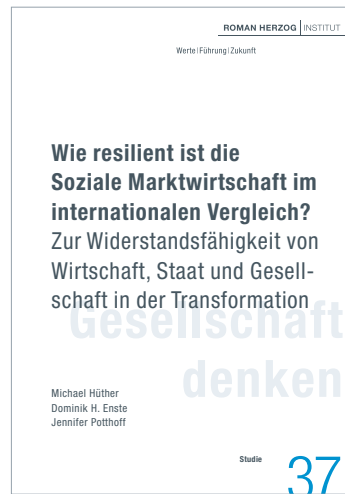 ROMAN HERZOG INSTITUT
Werte|Führung|Zukunft
Wie resilient ist die
Soziale Marktwirtschaft im
internationalen Vergleich?
Zur Widerstandsfähigkeit von
Wirtschaft, Staat und Gesell-
schaft in der Transformation
Gesellschaft
denken
Michael Hüther
Dominik H. Enste
Jennifer Potthoff
Studie 37